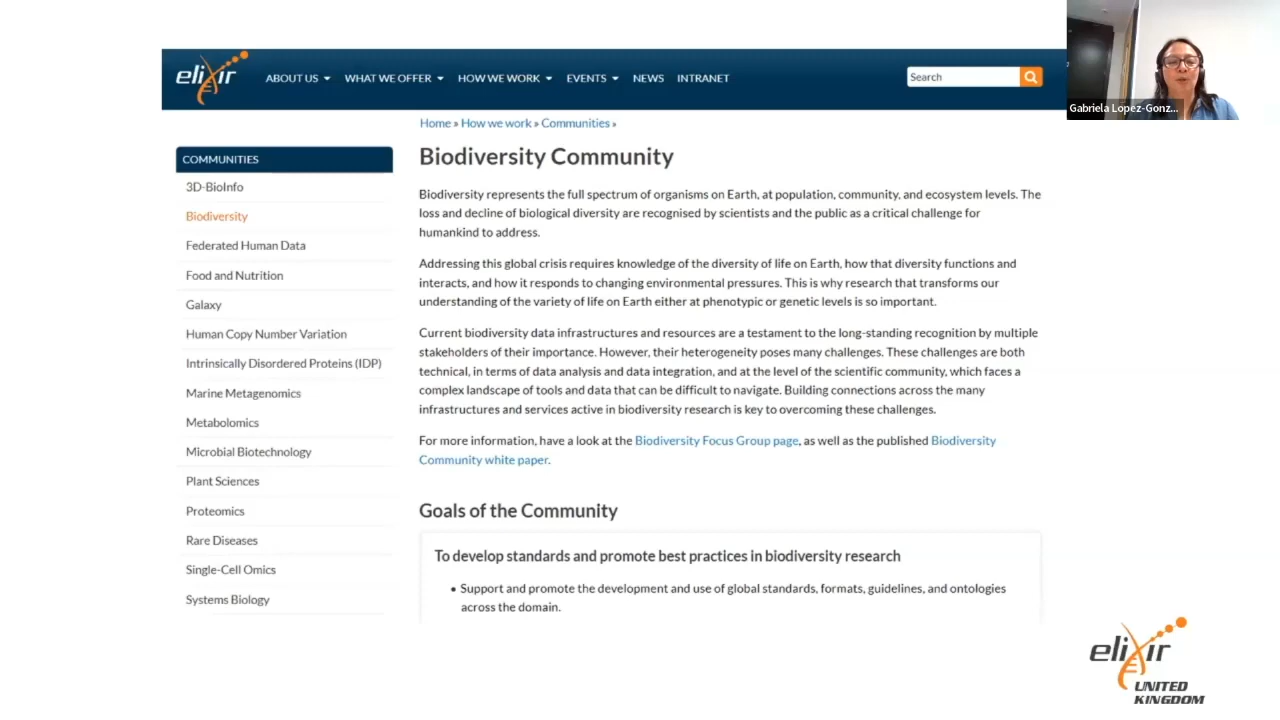 elixir
ABOUT US
WHAT WE OFFER
HOW WE WORK
EVENTS
NEWS
INTRANET
Search
Gabriela Lopez-Gonz...
Home » How we work » Communities »
COMMUNITIES
3D-BioInfo
Biodiversity
Federated Human Data
Food and Nutrition
Galaxy
Human Copy Number Variation
Intrinsically Disordered Proteins (IDP)
Marine Metagenomics
Metabolomics
Microbial Biotechnology
Plant Sciences
Proteomics
Rare Diseases
Single-Cell Omics
Systems Biology
Biodiversity Community
Biodiversity represents the full spectrum of organisms on Earth, at population, community, and ecosystem levels. The
loss and decline of biological diversity are recognised by scientists and the public as a critical challenge for
humankind to address.
Addressing this global crisis requires knowledge of the diversity of life on Earth, how that diversity functions and
interacts, and how it responds to changing environmental pressures. This is why research that transforms our
understanding of the variety of life on Earth either at phenotypic or genetic levels is so important.
Current biodiversity data infrastructures and resources are a testament to the long-standing recognition by multiple
stakeholders of their importance. However, their heterogeneity poses many challenges. These challenges are both
technical, in terms of data analysis and data integration, and at the level of the scientific community, which faces a
complex landscape of tools and data that can be difficult to navigate. Building connections across the many
infrastructures and services active in biodiversity research is key to overcoming these challenges.
For more information, have a look at the Biodiversity Focus Group page, as well as the published Biodiversity
Community white paper.
Goals of the Community
To develop standards and promote best practices in biodiversity research
• Support and promote the development and use of global standards, formats, guidelines, and ontologies
across the domain.
elixir
UNITED
KINGDOM